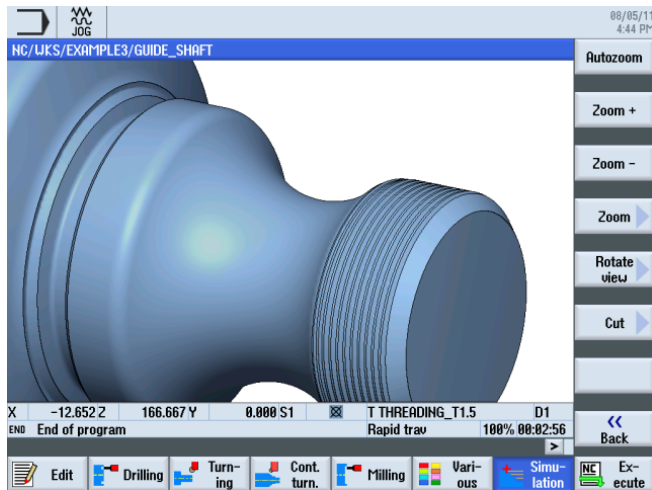 JOG
08/05/11
4:44 PM
NC/WKS/EXAMPLE3/GUIDE_SHAFT
Autozoom
Zoom +
Zoom -
Zoom
Rotate
view
Cut
X -12.652 Z 166.667 Y 0.000 S1 T THREADING_T1.5 D1
END End of program Rapid trav 100% 00:02:56
<<
Back
>
Edit
Drilling
Turn-
ing
Cont.
turn.
Milling
Vari-
ous
Simu-
lation
NC
Ex-
ecute